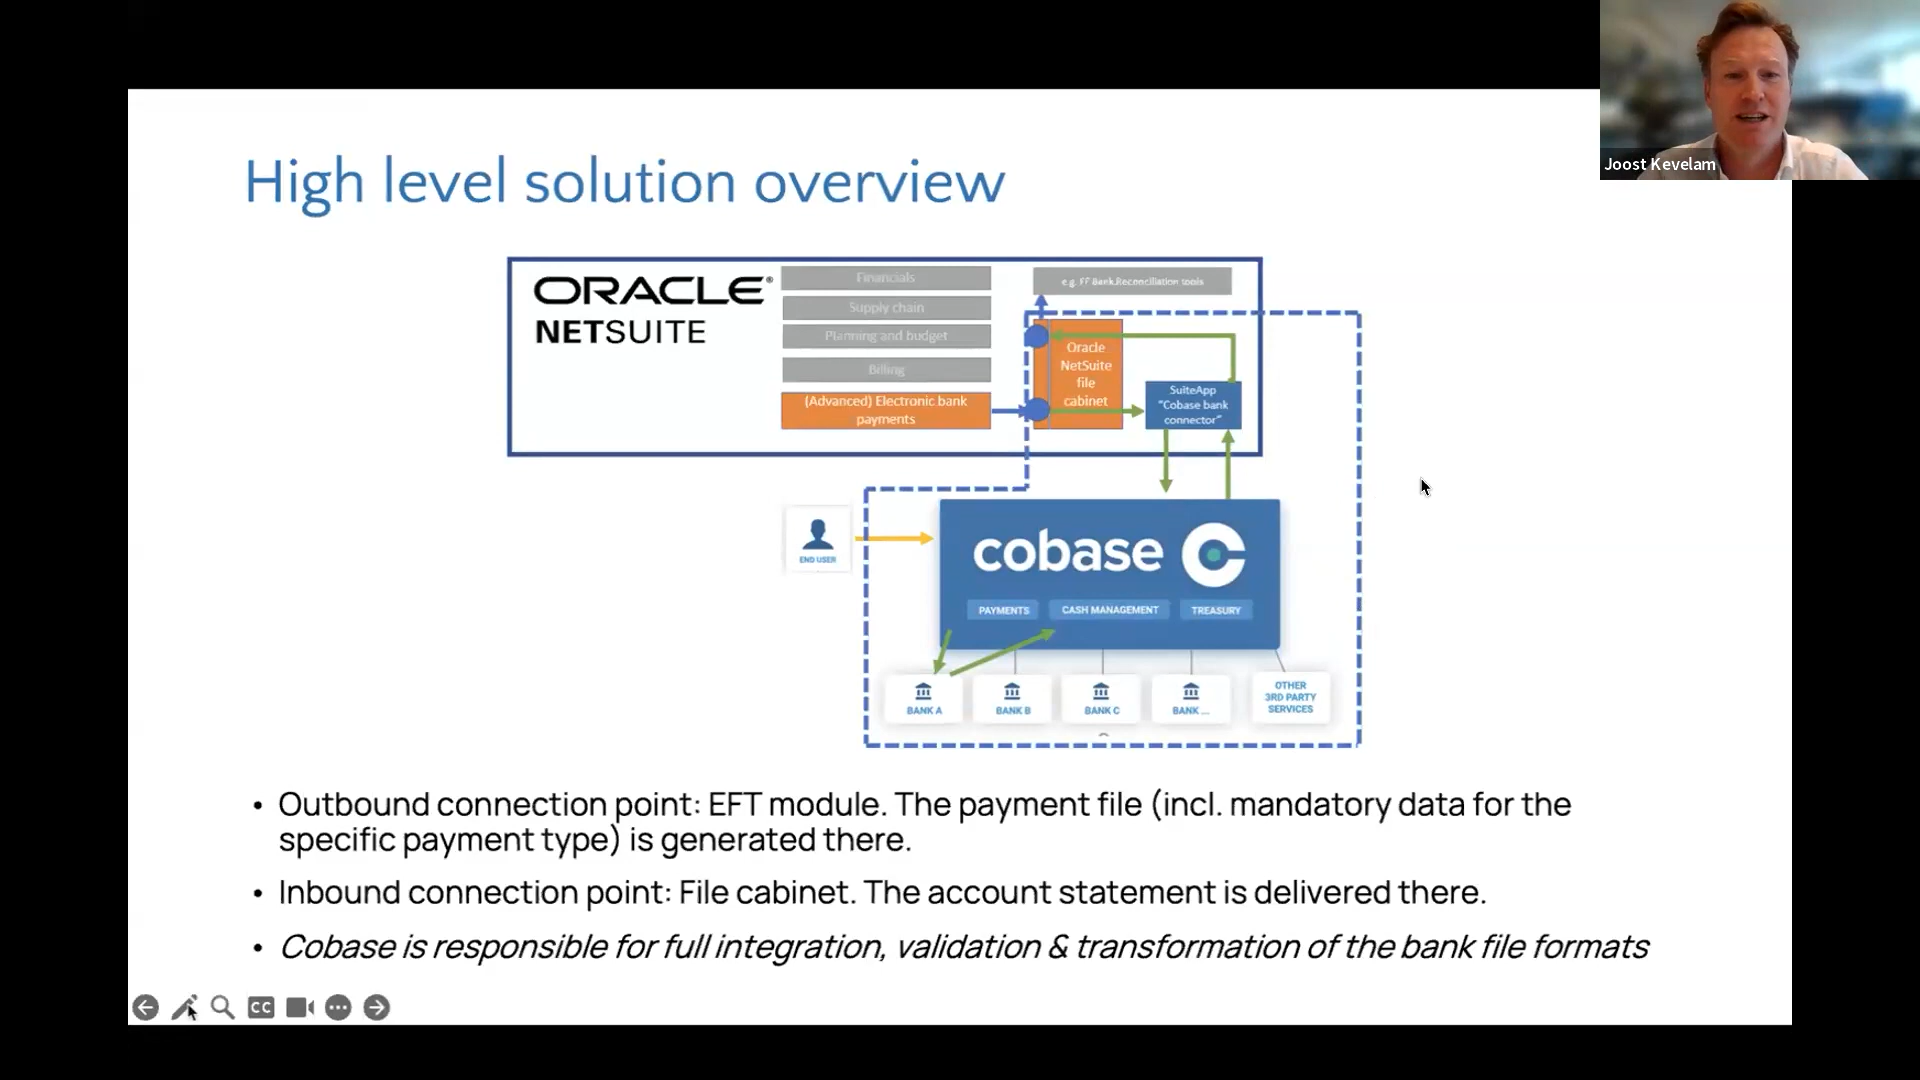 Joost Kevelam
High level solution overview
ORACLE®
NETSUITE
Financials
Supply chain
Planning and budget
Billing
(Advanced) Electronic bank
payments
e.g. FF Bank Reconciliation tools
Oracle
NetSuite
file
cabinet
SuiteApp
"Cobase bank
connector"
END USER
cobase
PAYMENTS
CASH MANAGEMENT
TREASURY
BANK A
BANK B
BANK C
BANK ...
OTHER
3RD PARTY
SERVICES
• Outbound connection point: EFT module. The payment file (incl. mandatory data for the
specific payment type) is generated there.
• Inbound connection point: File cabinet. The account statement is delivered there.
• Cobase is responsible for full integration, validation & transformation of the bank file formats
CC